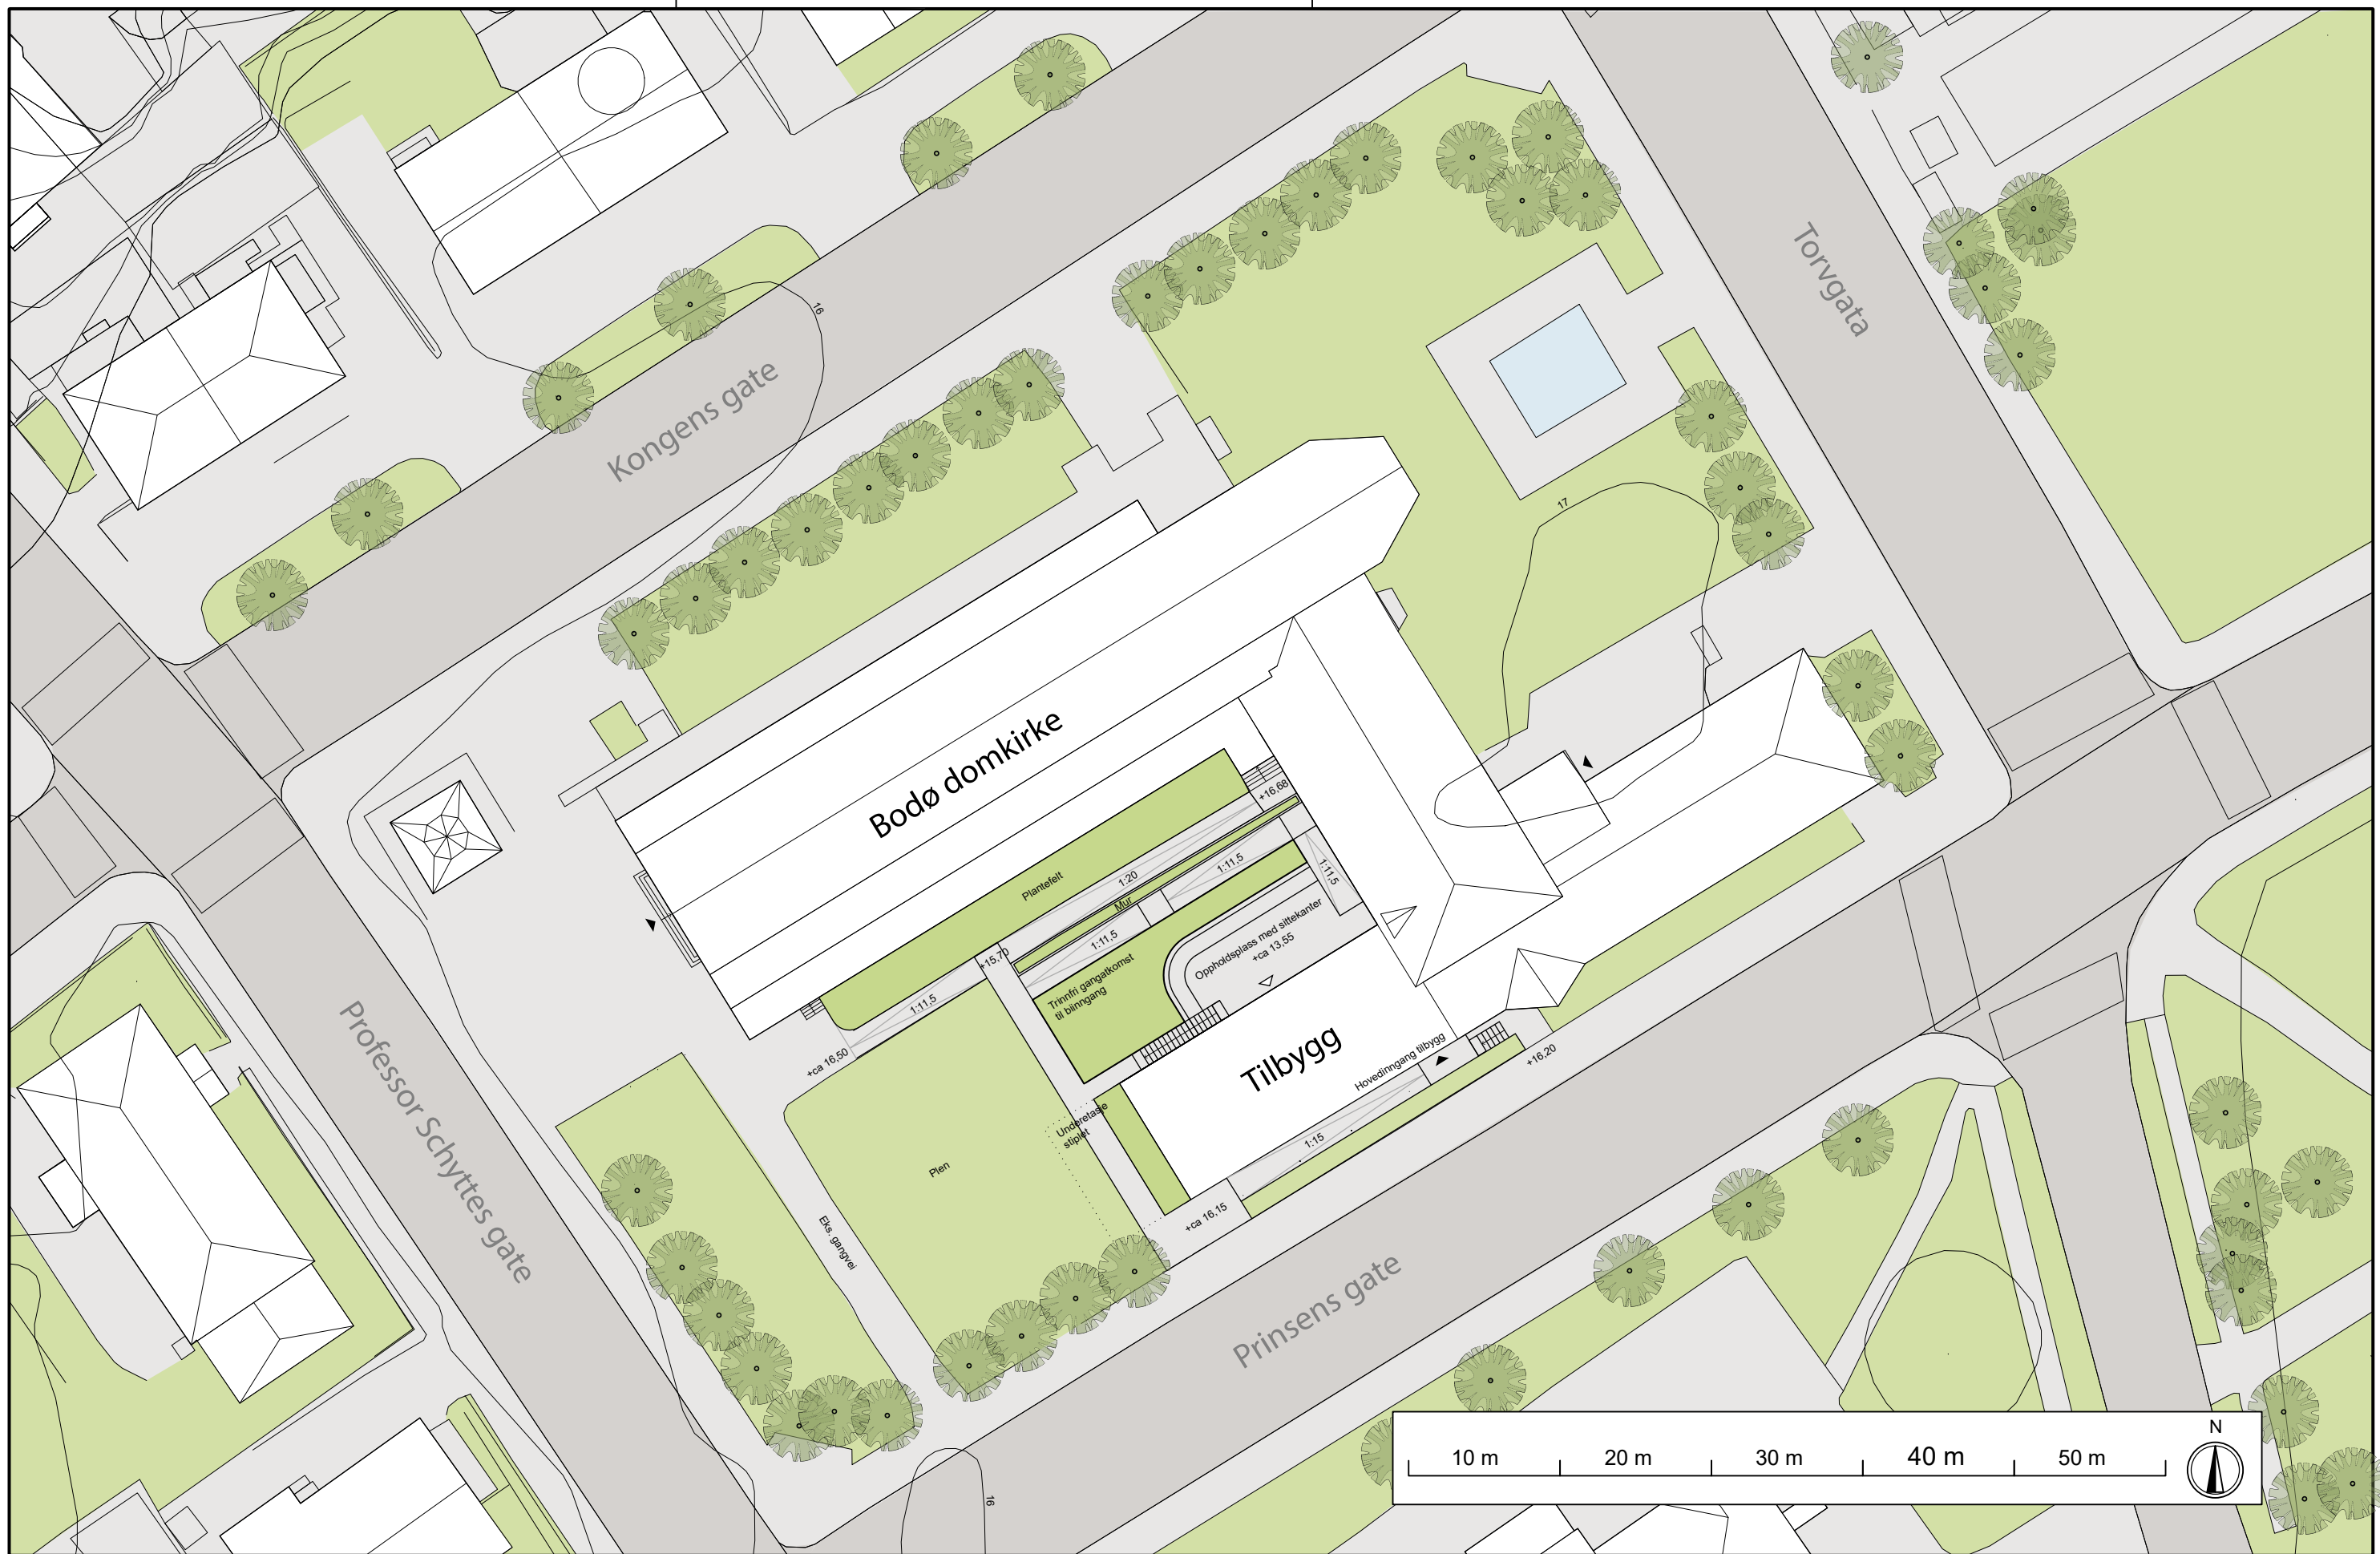 Torvgata
16
Kongens gate
17
Bodø domkirke
+16,68
1:11,5
1:11,5
1:20
Plantefelt
Mur
1:11,5
Oppholdsplass med sittekanter
+ca 13,55
+15,70
Trinnfri gangatkomst
til biinngang
1:11,5
+ca 16,50
Tilbygg
Hovedinngang tilbygg
+16,20
Underetasje
stiplet
1:15
Plen
+ca 16,15
Eks. gangvei
Professor Schyttes gate
Prinsens gate
16
N
10 m 20 m 30 m 40 m 50 m